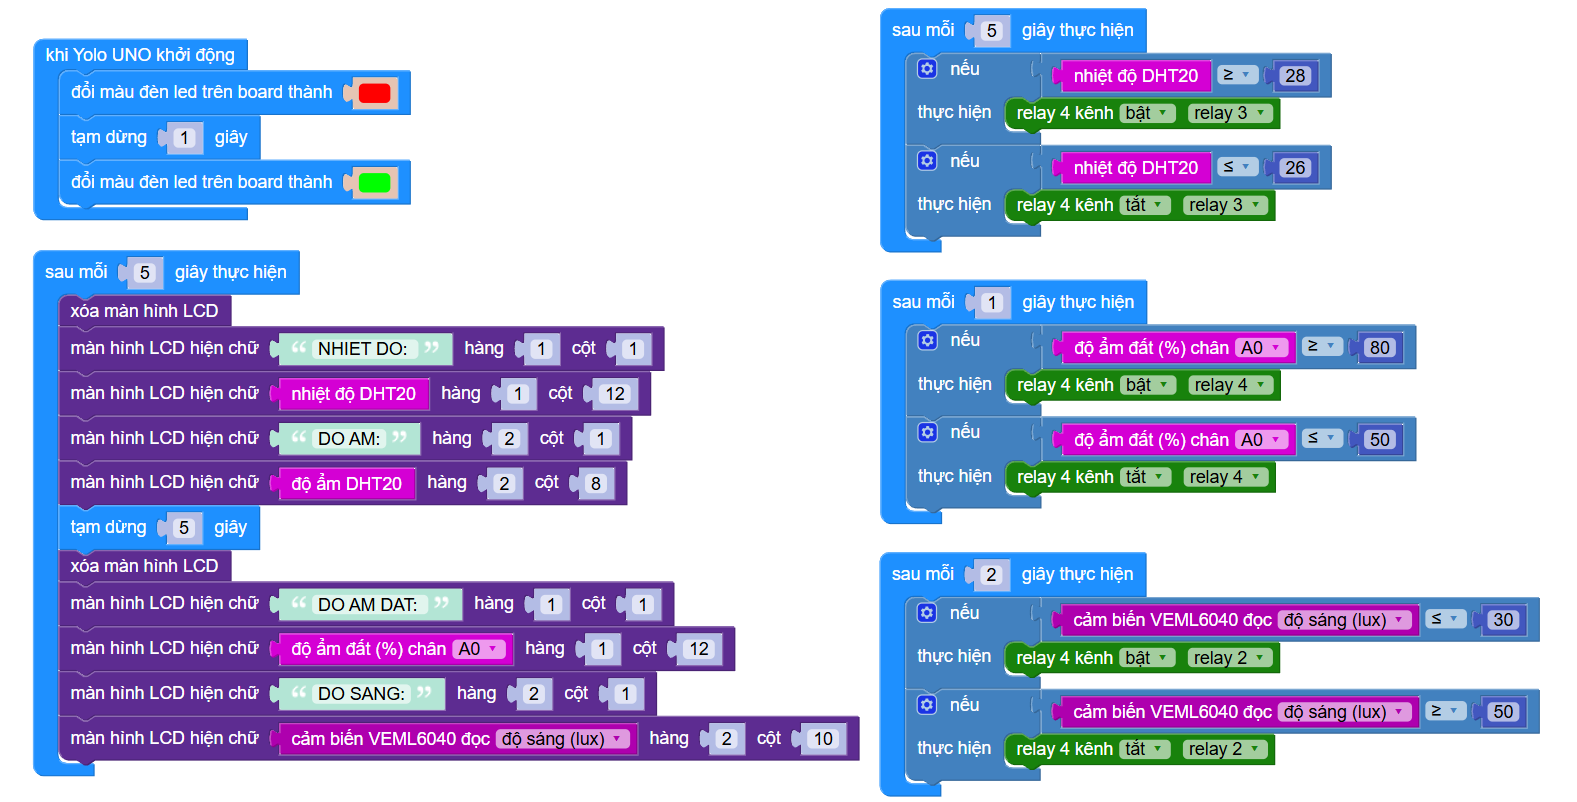 khi Yolo UNO khởi động
đổi màu đèn led trên board thành
tạm dừng 1 giây
đổi màu đèn led trên board thành
sau mỗi 5 giây thực hiện
xóa màn hình LCD
màn hình LCD hiện chữ “ NHIET DO: ” hàng 1 cột 1
màn hình LCD hiện chữ nhiệt độ DHT20 hàng 1 cột 12
màn hình LCD hiện chữ “ DO AM: ” hàng 2 cột 1
màn hình LCD hiện chữ độ ẩm DHT20 hàng 2 cột 8
tạm dừng 5 giây
xóa màn hình LCD
màn hình LCD hiện chữ “ DO AM DAT: ” hàng 1 cột 1
màn hình LCD hiện chữ độ ẩm đất (%) chân A0 hàng 1 cột 12
màn hình LCD hiện chữ “ DO SANG: ” hàng 2 cột 1
màn hình LCD hiện chữ cảm biến VEML6040 đọc độ sáng (lux) hàng 2 cột 10
sau mỗi 5 giây thực hiện
nếu nhiệt độ DHT20 ≥ 28
thực hiện relay 4 kênh bật relay 3
nếu nhiệt độ DHT20 ≤ 26
thực hiện relay 4 kênh tắt relay 3
sau mỗi 1 giây thực hiện
nếu độ ẩm đất (%) chân A0 ≥ 80
thực hiện relay 4 kênh bật relay 4
nếu độ ẩm đất (%) chân A0 ≤ 50
thực hiện relay 4 kênh tắt relay 4
sau mỗi 2 giây thực hiện
nếu cảm biến VEML6040 đọc độ sáng (lux) ≤ 30
thực hiện relay 4 kênh bật relay 2
nếu cảm biến VEML6040 đọc độ sáng (lux) ≥ 50
thực hiện relay 4 kênh tắt relay 2